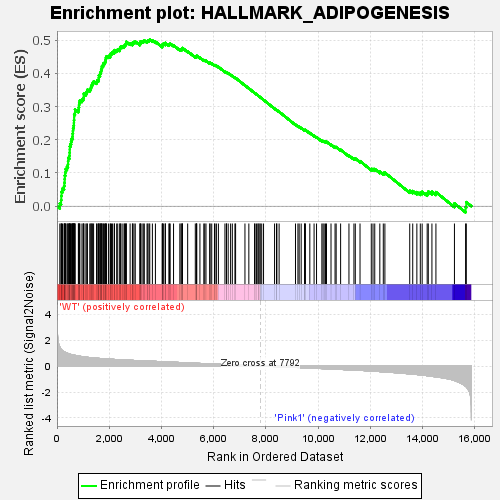 Enrichment plot: HALLMARK_ADIPOGENESIS
Enrichment score (ES)
0.5
0.4
0.3
0.2
0.1
0.0
'WT' (positively correlated)
Ranked list metric (Signal2Noise)
4
2
0
-2
-4
Zero cross at 7792
'Pink1' (negatively correlated)
0
2,000
4,000
6,000
8,000
10,000
12,000
14,000
16,000
Rank in Ordered Dataset
Enrichment profile
Hits
Ranking metric scores